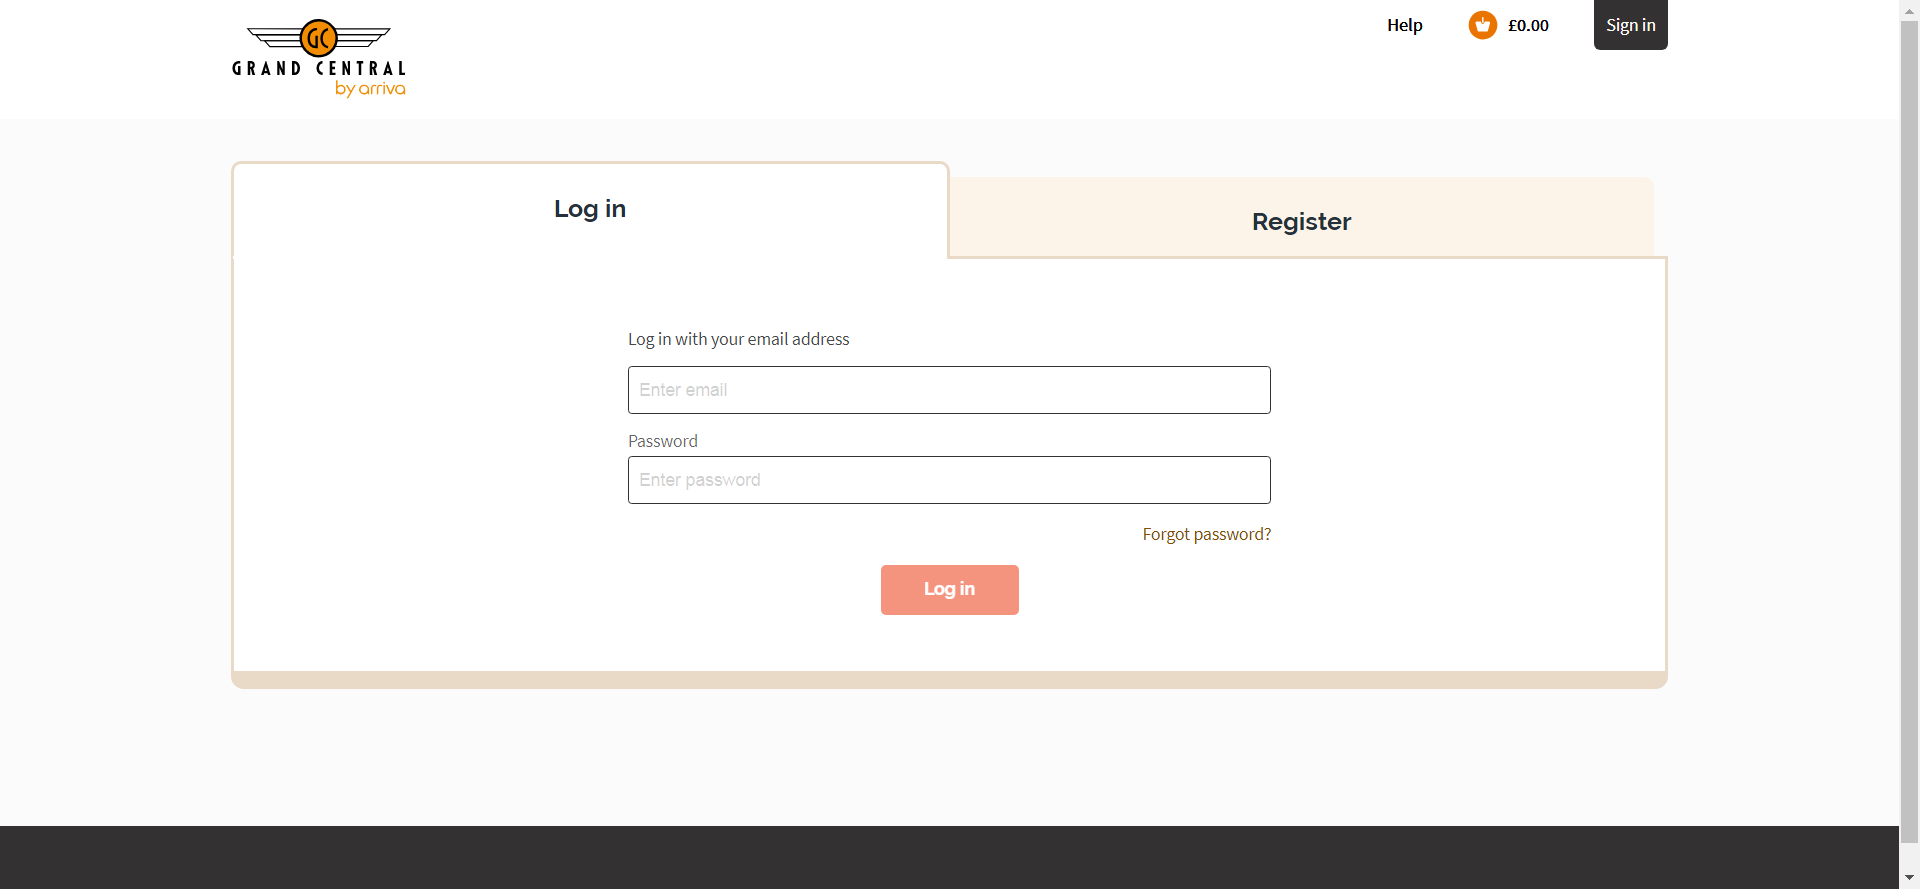 GC
GRAND CENTRAL
by arriva
Help
£0.00
Sign in
Log in
Register
Log in with your email address
Enter email
Password
Enter password
Forgot password?
Log in